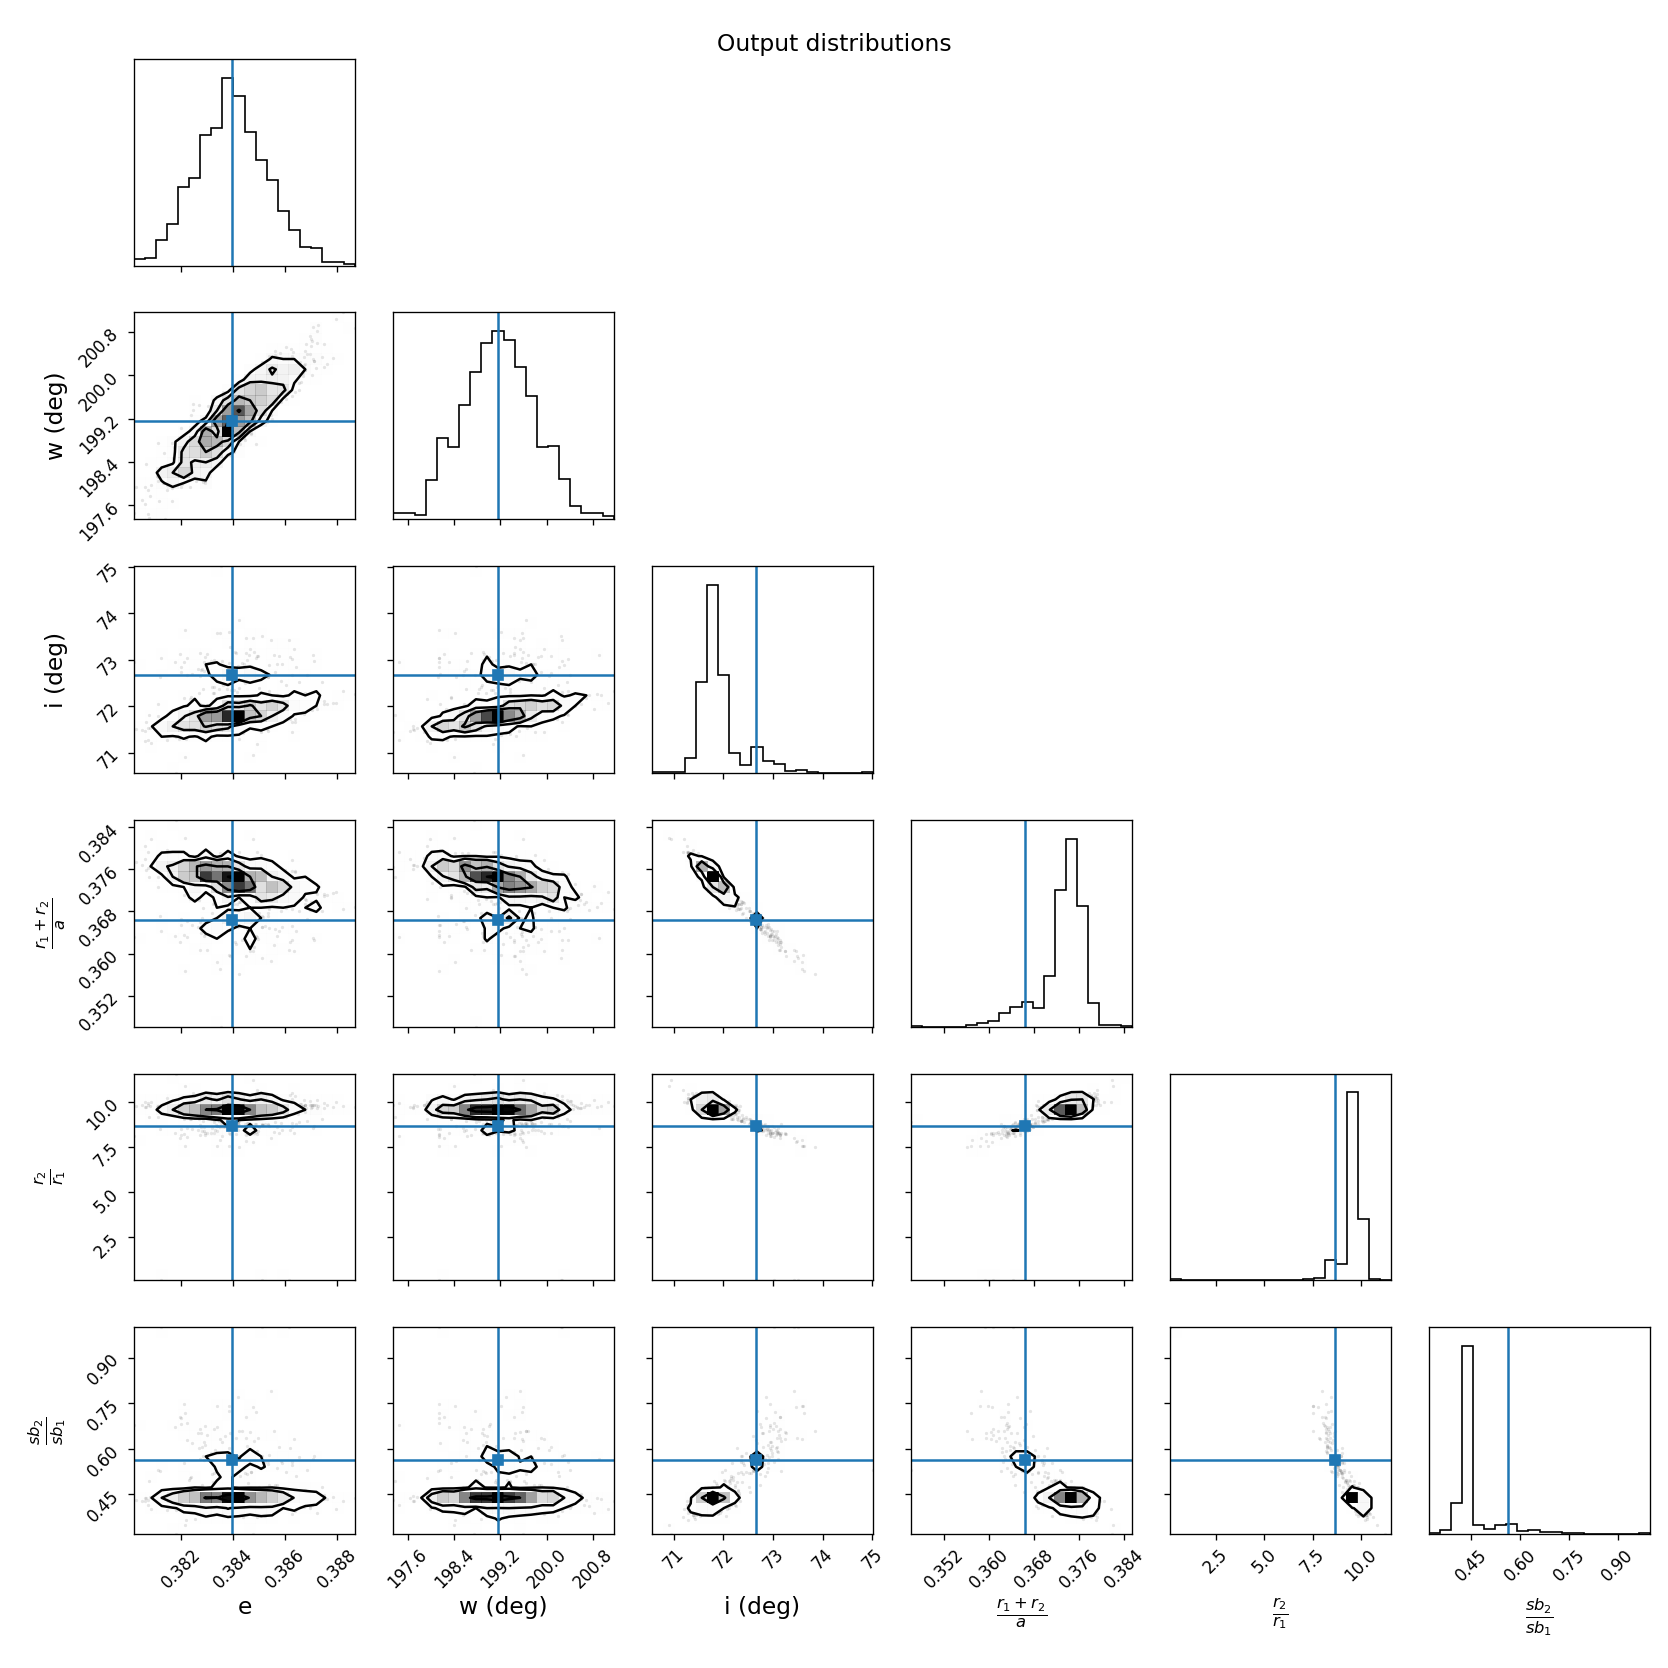 Output distributions
w (deg)
200.8
200.0
199.2
198.4
197.6
i (deg)
75
74
73
72
71
r₁ + r₂
a
0.384
0.376
0.368
0.360
0.352
r₂
r₁
10.0
7.5
5.0
2.5
sb₂
sb₁
0.90
0.75
0.60
0.45
0.382 0.384 0.386 0.388 197.6 198.4 199.2 200.0 200.8 71 72 73 74 75 0.352 0.360 0.368 0.376 0.384 2.5 5.0 7.5 10.0 0.45 0.60 0.75 0.90
e w (deg) i (deg) r₁ + r₂ r₂ sb₂
a r₁ sb₁